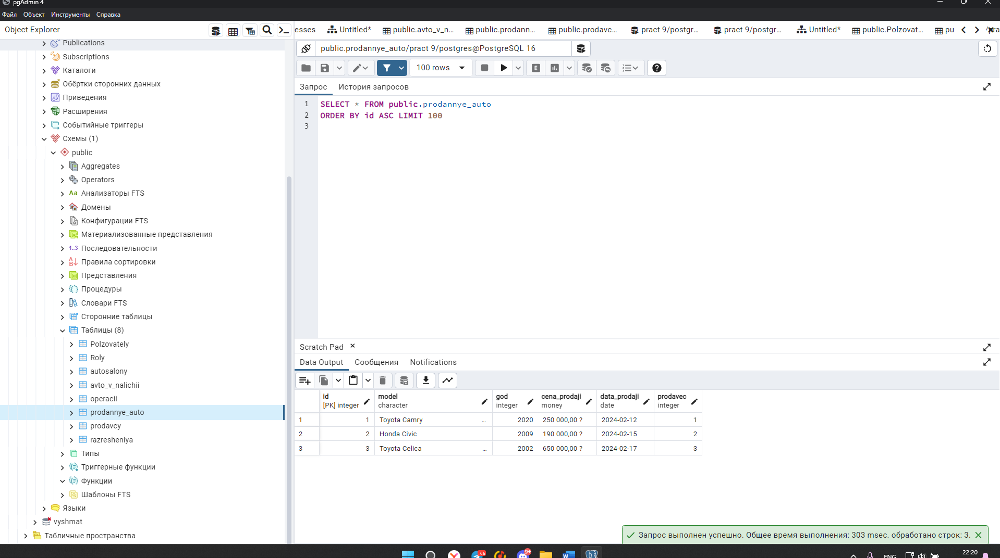 pgAdmin 4
Файл Объект Инструменты Справка
Object Explorer
esses Untitled* public.avto_v_n... public.prodann... public.prodavc... pract 9/postgr... pract 9/postgr... Untitled* public.Polzovat... pu
Publications
Subscriptions
Каталоги
Обёртки сторонних данных
Приведения
Расширения
Событийные триггеры
Схемы (1)
public
Aggregates
Operators
Aa Анализаторы FTS
Домены
Конфигурации FTS
Материализованные представления
1..3 Последовательности
Правила сортировки
Представления
Процедуры
Словари FTS
Сторонние таблицы
Таблицы (8)
Polzovately
Roly
autosalony
avto_v_nalichii
operacii
prodannye_auto
prodavcy
razresheniya
Типы
Триггерные функции
Функции
Шаблоны FTS
Языки
vyshmat
Табличные пространства
public.prodannye_auto/pract 9/postgres@PostgreSQL 16
100 rows
Запрос История запросов
1 SELECT * FROM public.prodannye_auto
2 ORDER BY id ASC LIMIT 100
3
Scratch Pad
Data Output Сообщения Notifications
id model god cena_prodaji data_prodaji prodavec
[PK] integer character integer money date integer
1 1 Toyota Camry ... 2020 250 000,00 ? 2024-02-12 1
2 2 Honda Civic 2009 190 000,00 ? 2024-02-15 2
3 3 Toyota Celica ... 2002 650 000,00 ? 2024-02-17 3
Запрос выполнен успешно. Общее время выполнения: 303 msec. обработано строк: 3.
66 9+ ENG 22:20